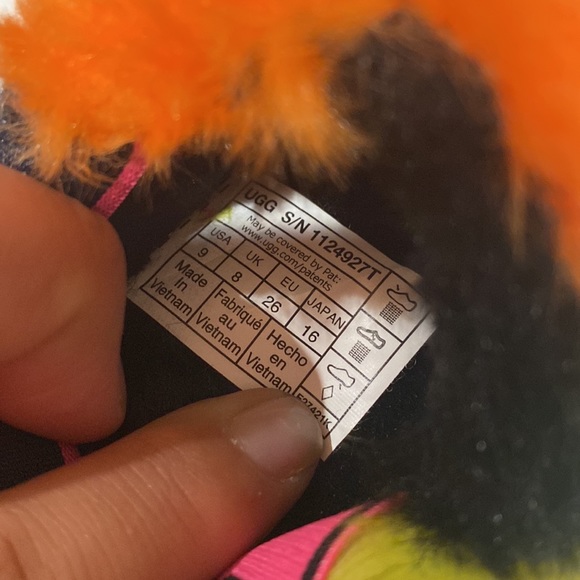 UGG S/N 1124927T
May be covered by Pat:
www.ugg.com/patents
USA UK EU JAPAN
9 8 26 16
Made in Vietnam
Fabriqué au Vietnam
Hecho en Vietnam
F27421K